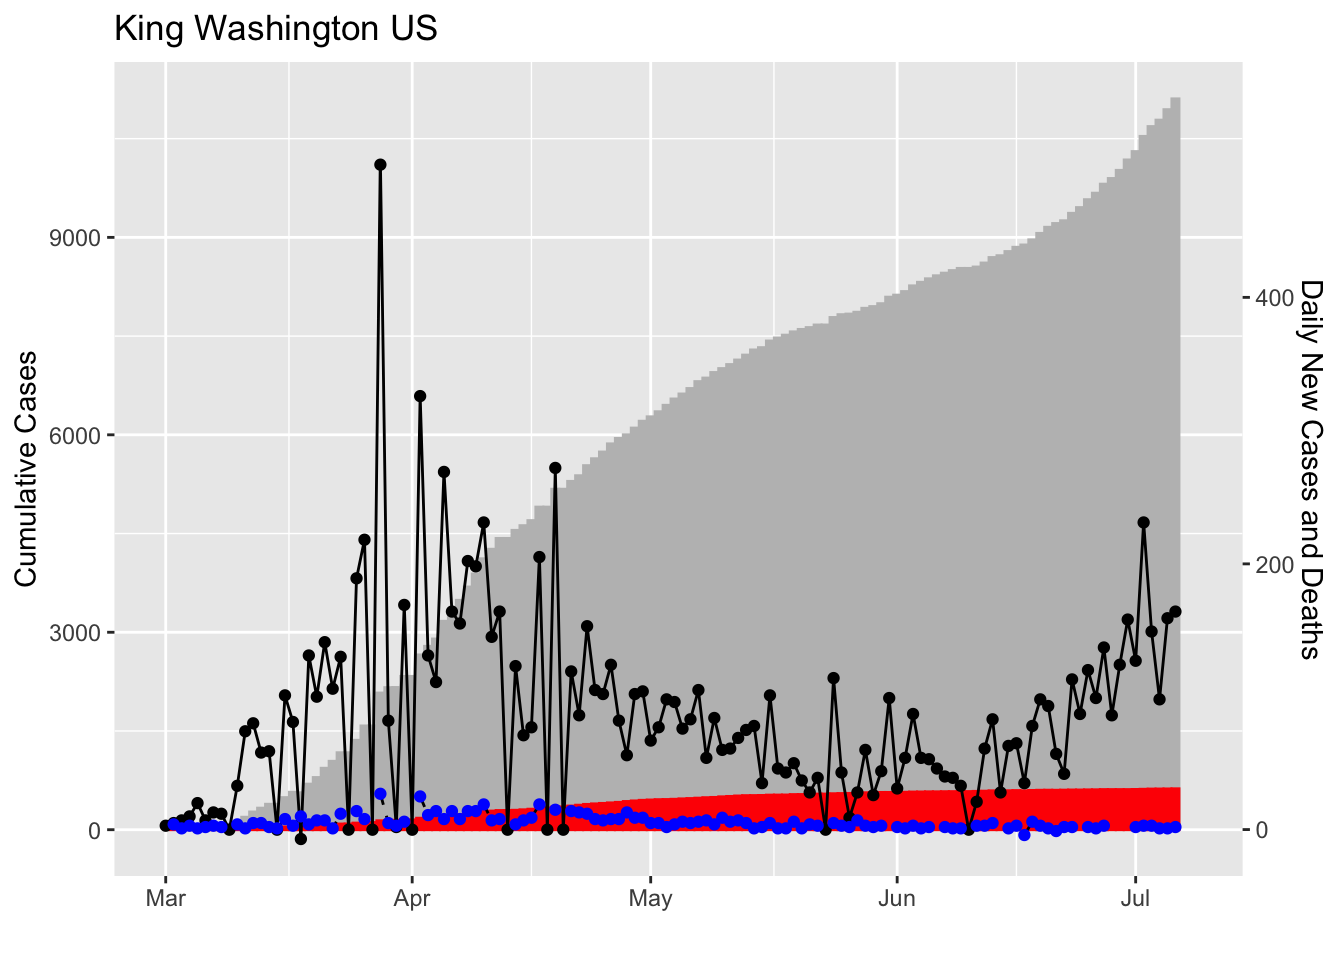 King Washington US
Cumulative Cases
9000
6000
3000
0
400
200
0
Daily New Cases and Deaths
Mar
Apr
May
Jun
Jul